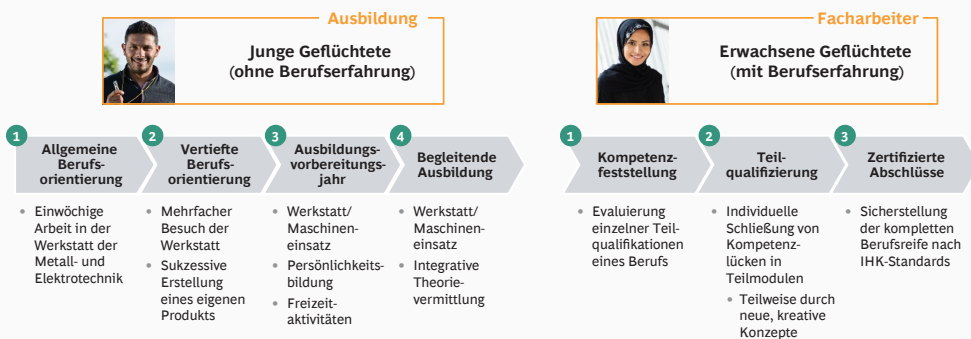 Ausbildung
Junge Geflüchtete
(ohne Berufserfahrung)
1
Allgemeine
Berufs-
orientierung
• Einwöchige
Arbeit in der
Werkstatt der
Metall- und
Elektrotechnik
2
Vertiefte
Berufs-
orientierung
• Mehrfacher
Besuch der
Werkstatt
• Sukzessive
Erstellung
eines eigenen
Produkts
3
Ausbildungs-
vorbereitungs-
jahr
• Werkstatt/
Maschinen-
einsatz
• Persönlichkeits-
bildung
• Freizeit-
aktivitäten
4
Begleitende
Ausbildung
• Werkstatt/
Maschinen-
einsatz
• Integrative
Theorie-
vermittlung
Facharbeiter
Erwachsene Geflüchtete
(mit Berufserfahrung)
1
Kompetenz-
feststellung
• Evaluierung
einzelner Teil-
qualifikationen
eines Berufs
2
Teil-
qualifizierung
• Individuelle
Schließung von
Kompetenz-
lücken in
Teilmodulen
• Teilweise durch
neue, kreative
Konzepte
3
Zertifizierte
Abschlüsse
• Sicherstellung
der kompletten
Berufsreife nach
IHK-Standards